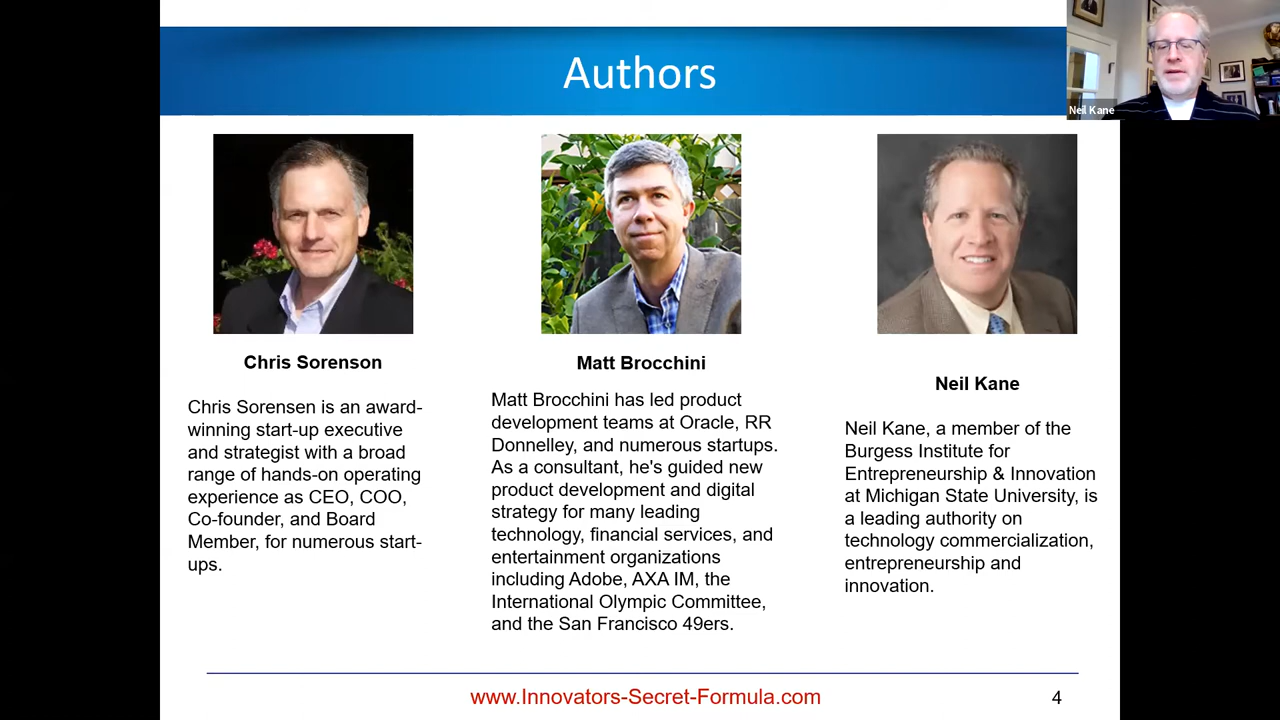 Authors
Neil Kane
Chris Sorenson
Chris Sorensen is an award-
winning start-up executive
and strategist with a broad
range of hands-on operating
experience as CEO, COO,
Co-founder, and Board
Member, for numerous start-
ups.
Matt Brocchini
Matt Brocchini has led product
development teams at Oracle, RR
Donnelley, and numerous startups.
As a consultant, he's guided new
product development and digital
strategy for many leading
technology, financial services, and
entertainment organizations
including Adobe, AXA IM, the
International Olympic Committee,
and the San Francisco 49ers.
Neil Kane
Neil Kane, a member of the
Burgess Institute for
Entrepreneurship & Innovation
at Michigan State University, is
a leading authority on
technology commercialization,
entrepreneurship and
innovation.
www.Innovators-Secret-Formula.com
4